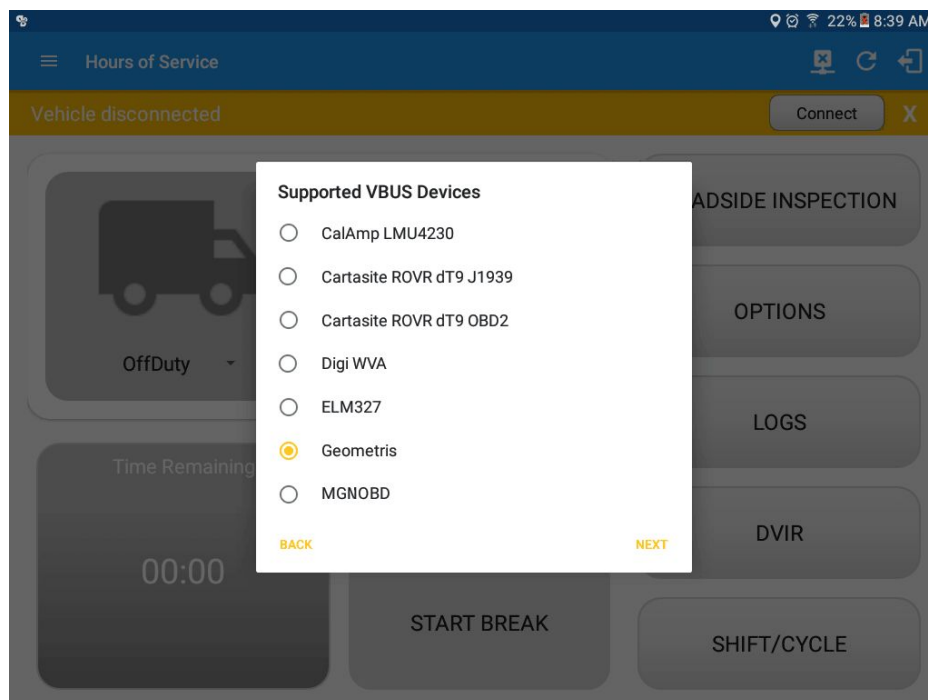 22% 8:39 AM
Hours of Service
Vehicle disconnected
Connect
X
Supported VBUS Devices
CalAmp LMU4230
Cartasite ROVR dT9 J1939
Cartasite ROVR dT9 OBD2
Digi WVA
ELM327
Geometris
MGNOBD
BACK
NEXT
OffDuty
Time Remaining
00:00
START BREAK
ADSIDE INSPECTION
OPTIONS
LOGS
DVIR
SHIFT/CYCLE